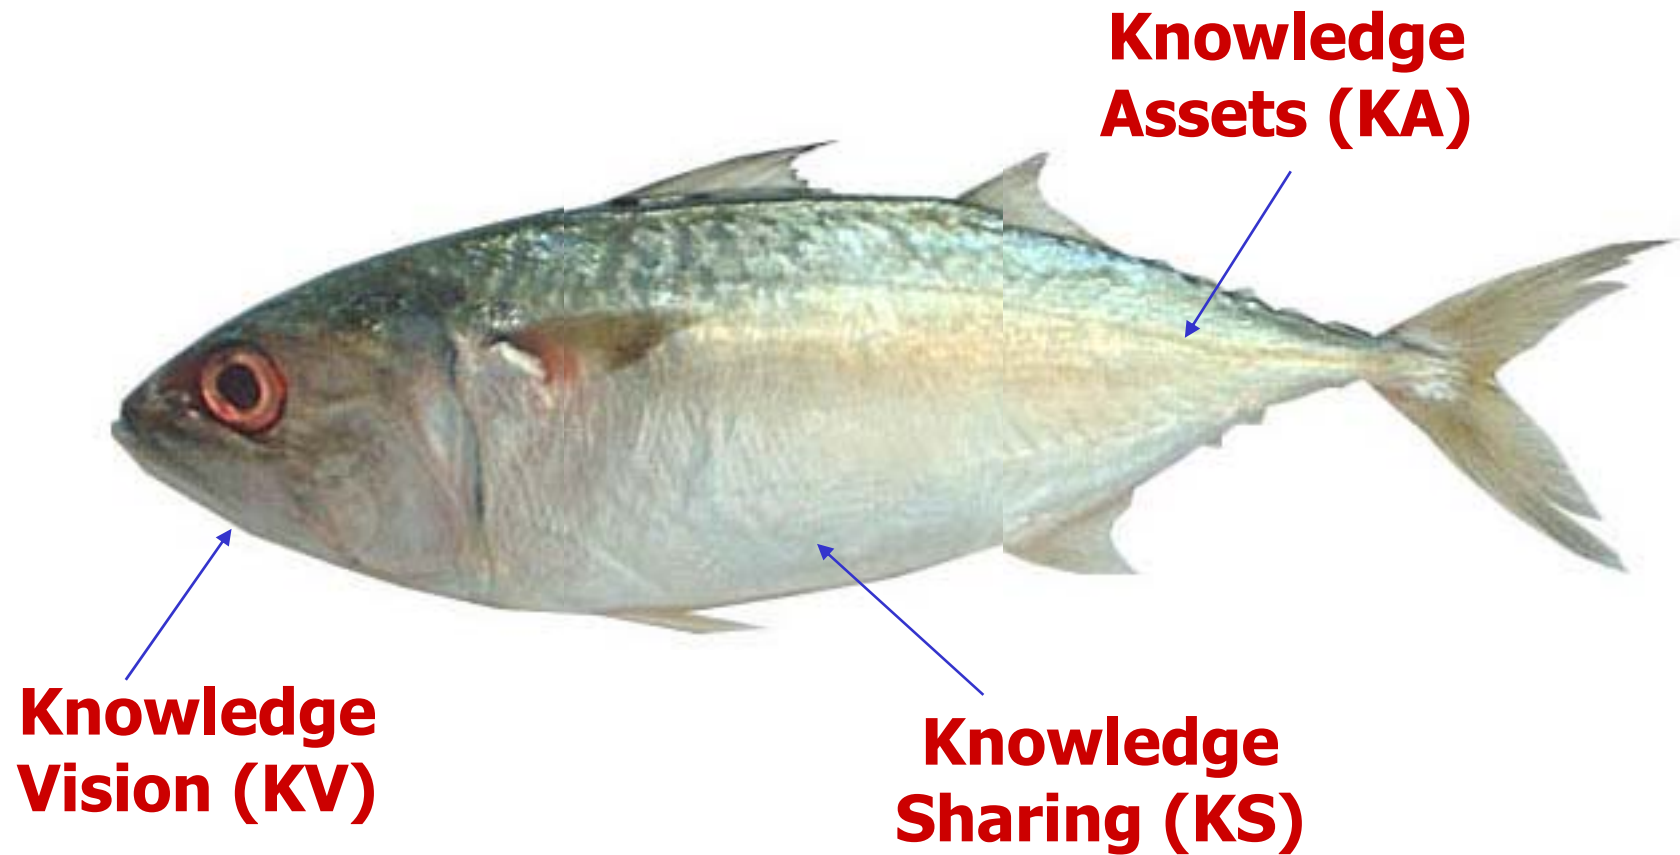 Knowledge
Assets (KA)
Knowledge
Vision (KV)
Knowledge
Sharing (KS)